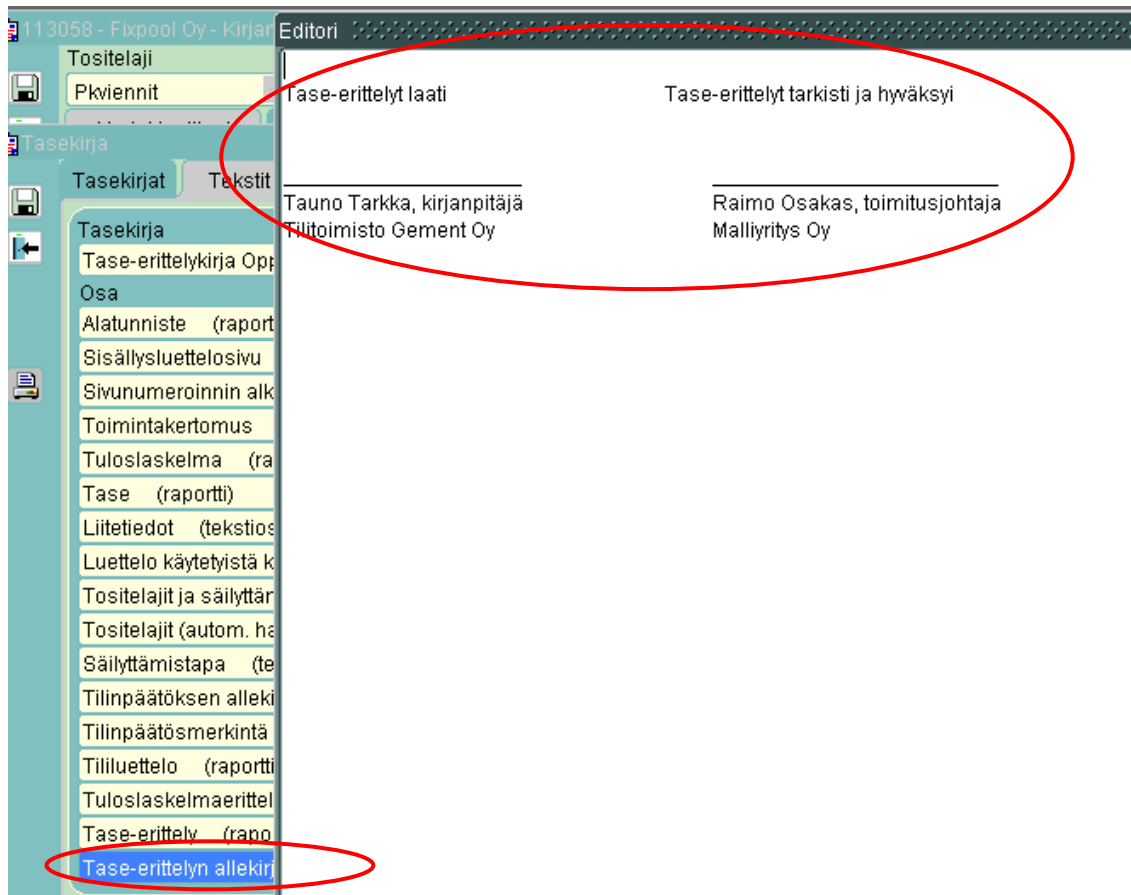 113058 - Fixpool Oy - Kirjan
Editori
Tositelaji
Pkviennit
Tase-erittelyt laati Tase-erittelyt tarkisti ja hyväksyi
Tasekirja
Tasekirjat Tekstit
Tauno Tarkka, kirjanpitäjä Raimo Osakas, toimitusjohtaja
Tilitoimisto Gement Oy Malliyritys Oy
Tasekirja
Tase-erittelykirja Opp
Osa
Alatunniste (raport
Sisällysluettelosivu
Sivunumeroinnin alk
Toimintakertomus
Tuloslaskelma (ra
Tase (raportti)
Liitetiedot (tekstios
Luettelo käytetyistä k
Tositelajit ja säilyttän
Tositelajit (autom. ha
Säilyttämistapa (te
Tilinpäätöksen alleki
Tilinpäätösmerkintä
Tililuettelo (raportti
Tuloslaskelmaerittel
Tase-erittely (rapo
Tase-erittelyn allekirj